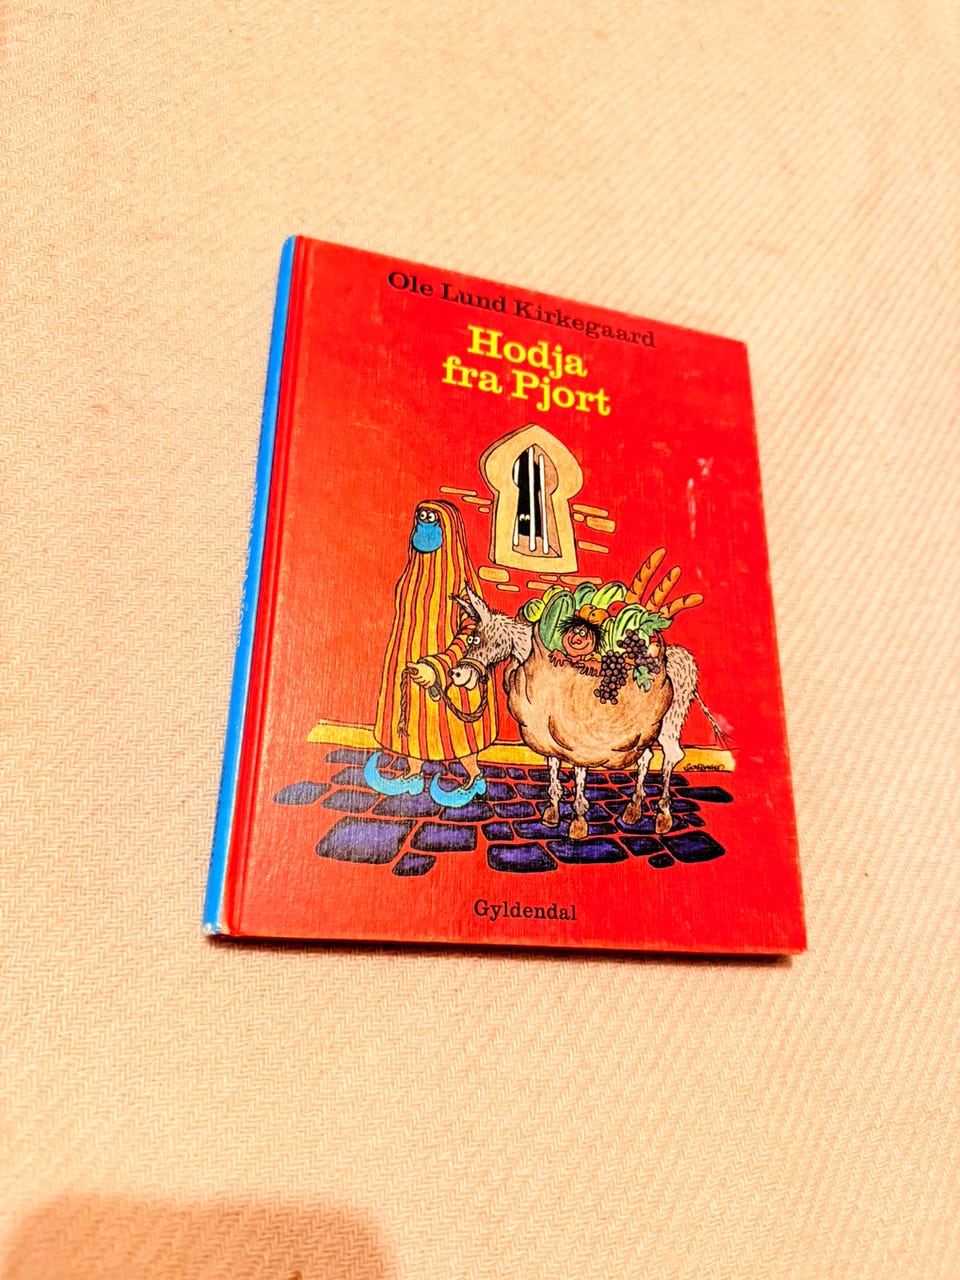 Ole Lund Kirkegaard
Hodja
fra Pjort
Gyldendal